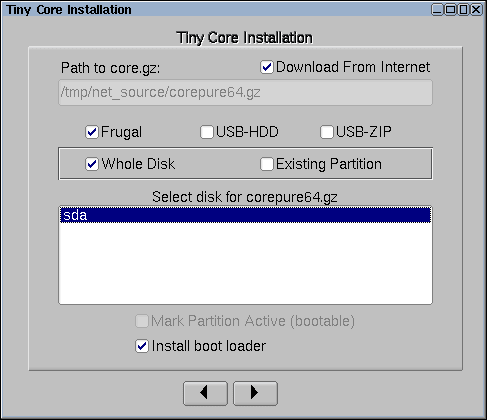 Tiny Core Installation
Tiny Core Installation
Path to core.gz: Download From Internet
/tmp/net_source/corepure64.gz
Frugal USB-HDD USB-ZIP
Whole Disk Existing Partition
Select disk for corepure64.gz
sda
Mark Partition Active (bootable)
Install boot loader